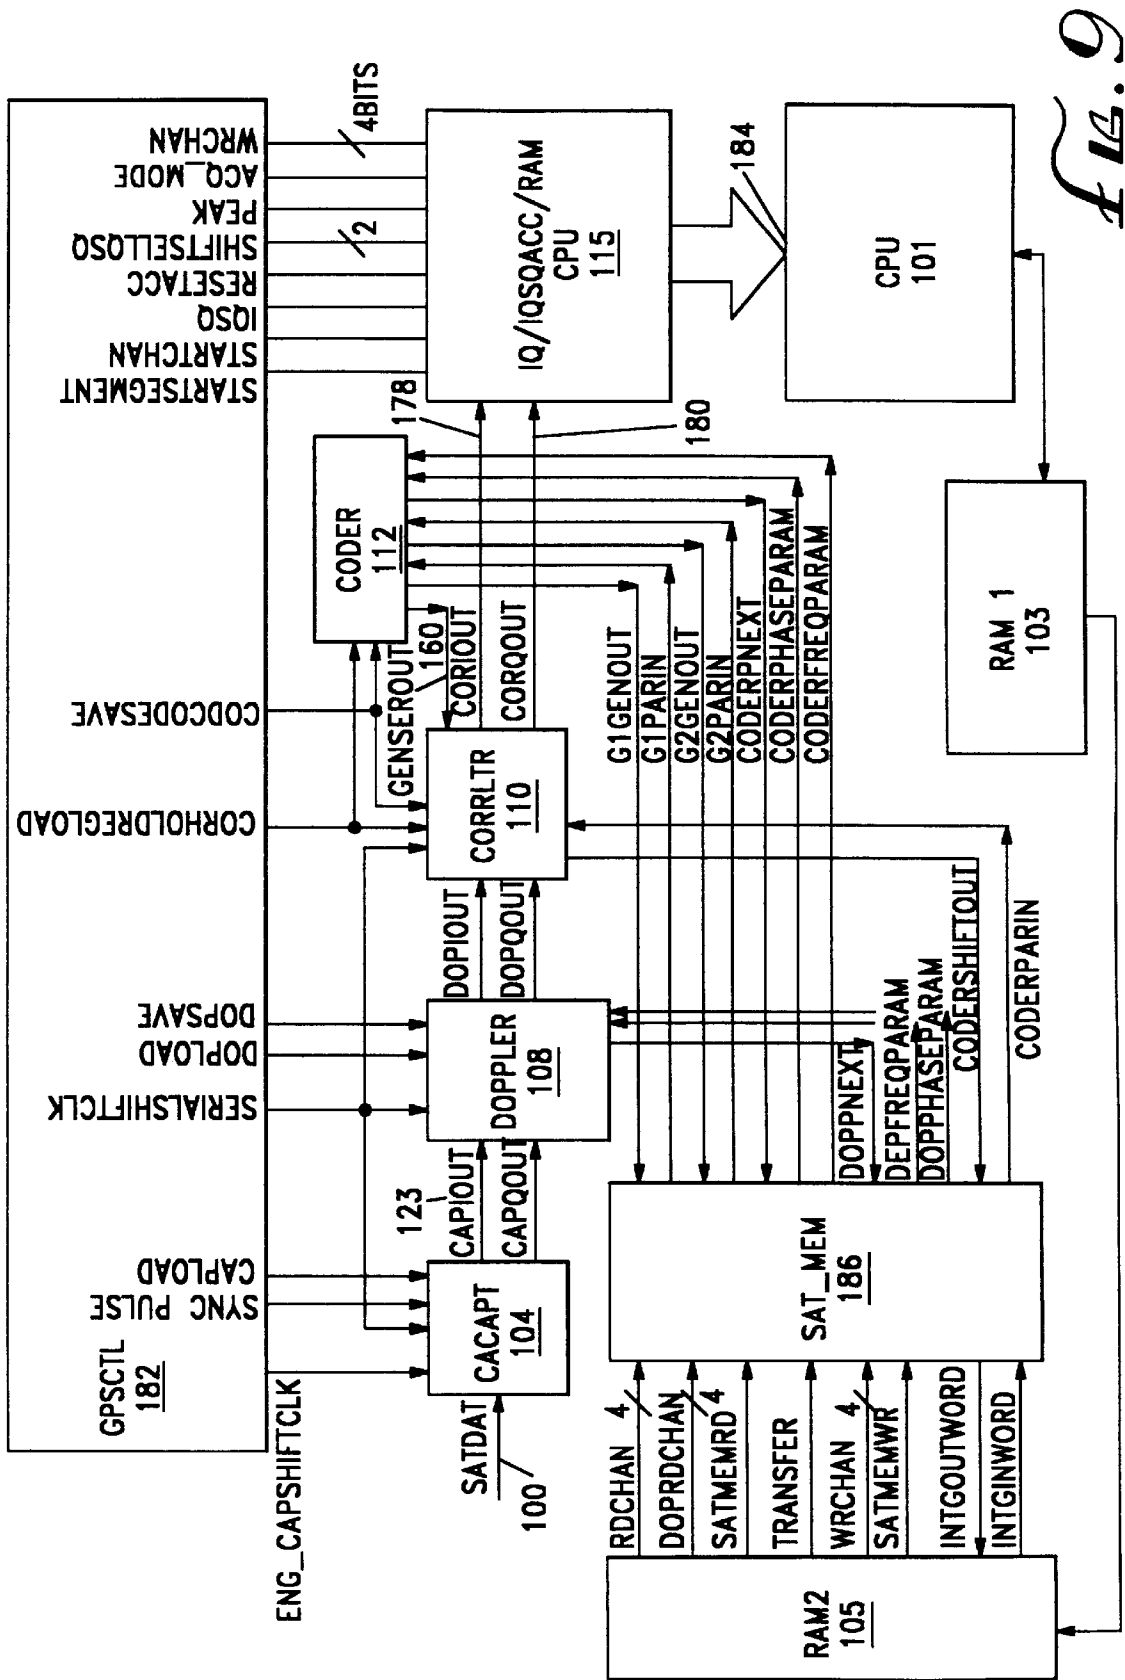 GPSCTL
182
ENG_CAPSHIFTCLK
SYNC PULSE
CAPLOAD
SERIALSHIFTCLK
DOPLOAD
DOPSAVE
CORHOLDREGLOAD
CODCODESAVE
STARTSEGMENT
STARTCHAN
IQSQ
RESETACC
SHIFTSELLQSQ
PEAK
ACQ_MODE
WRCHAN
2
4BITS
SATDAT
100
CACAPT
104
123
CAPIOUT
CAPQOUT
DOPPLER
108
DOPIOUT
DOPQOUT
CORRLTR
110
GENSEROUT
160
CODER
112
CORIOUT
CORQOUT
178
180
IQ/IQSQACC/RAM
CPU
115
184
CPU
101
RAM 1
103
G1GENOUT
G1PARIN
G2GENOUT
G2PARIN
CODERPNEXT
CODERPHASEPARAM
CODERFREQPARAM
DOPPNEXT
DEPFREQPARAM
DOPPHASEPARAM
CODERSHIFTOUT
CODERPARIN
SAT_MEM
186
RDCHAN 4
DOPRDCHAN
SATMEMRD 4
TRANSFER
WRCHAN 4
SATMEMWR
INTGOUTWORD
INTGINWORD
RAM2
105
FIG. 9